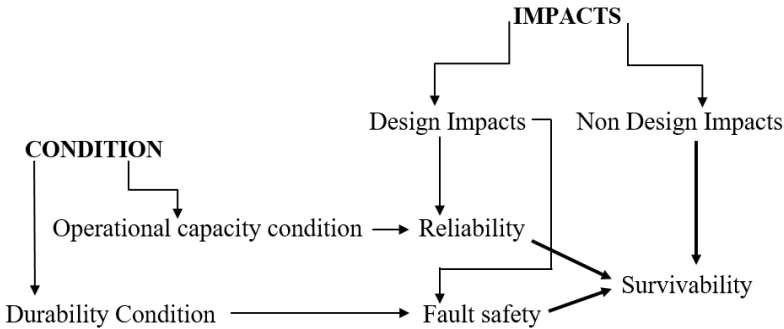 IMPACTS
Design Impacts
Non Design Impacts
CONDITION
Operational capacity condition
Reliability
Survivability
Durability Condition
Fault safety